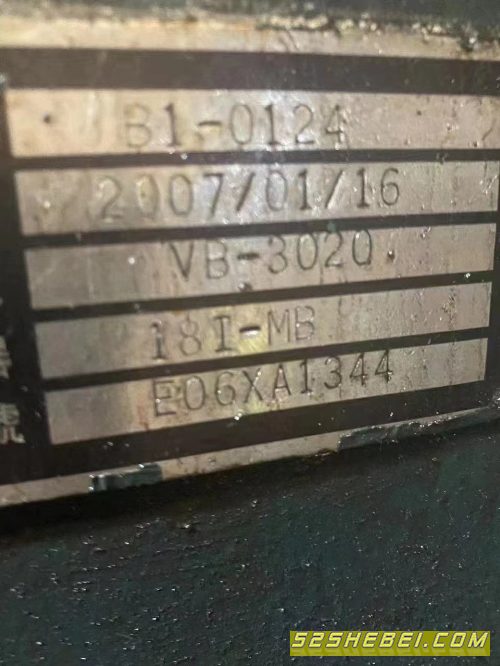 B1-0124
2007/01/16
VB-3020
18I-MB
E06XA1344
52SHEBEI.COM